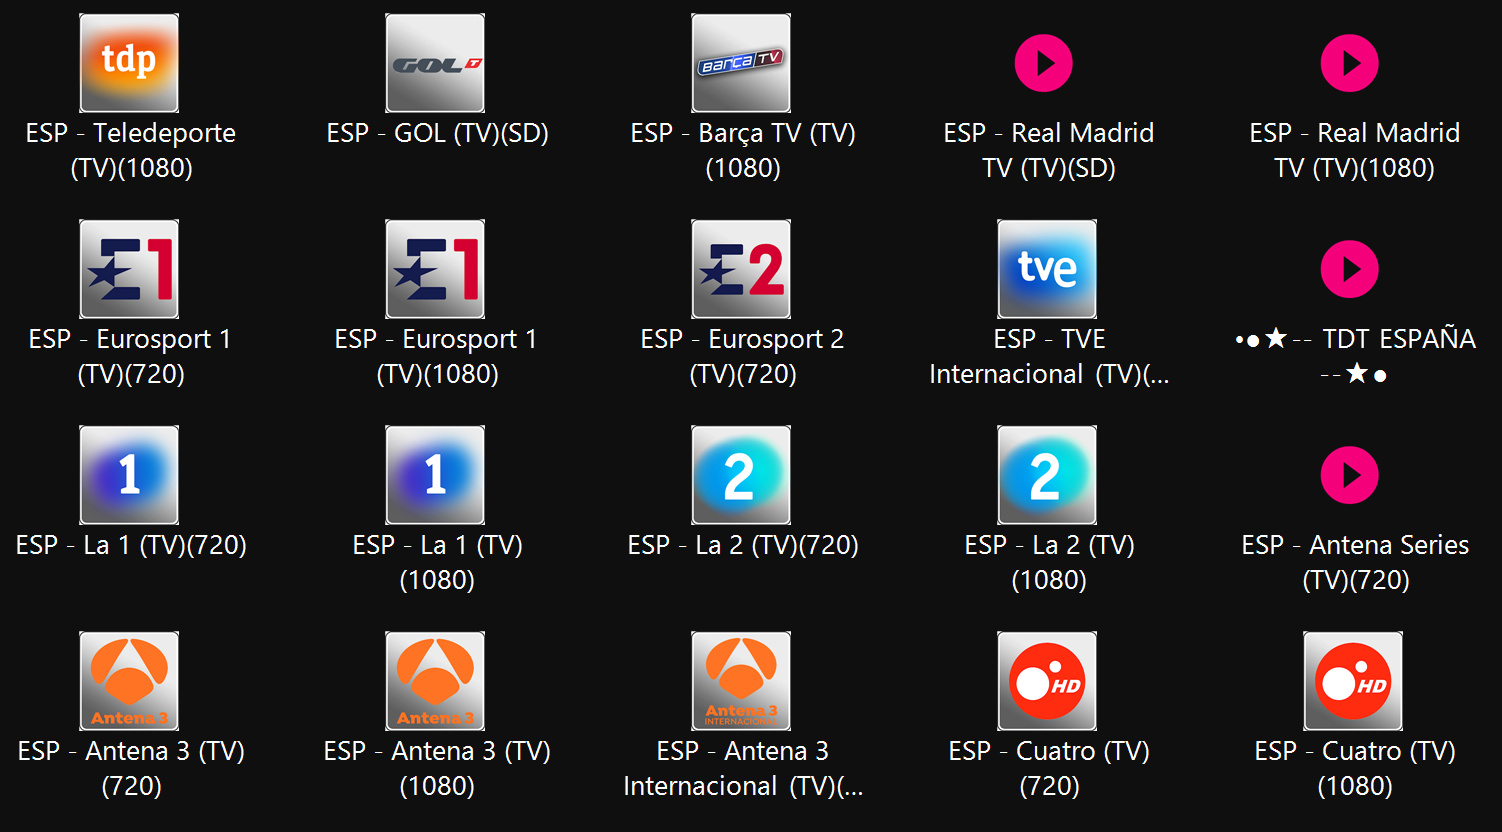 tdp
GOL T
BARÇA TV
ESP - Teledeporte
(TV)(1080)
ESP - GOL (TV)(SD)
ESP - Barça TV (TV)
(1080)
ESP - Real Madrid
TV (TV)(SD)
ESP - Real Madrid
TV (TV)(1080)
E1
E1
E2
tve
ESP - Eurosport 1
(TV)(720)
ESP - Eurosport 1
(TV)(1080)
ESP - Eurosport 2
(TV)(720)
ESP - TVE
Internacional (TV)(...
•●★-- TDT ESPAÑA
--★●
1
1
2
2
ESP - La 1 (TV)(720)
ESP - La 1 (TV)
(1080)
ESP - La 2 (TV)(720)
ESP - La 2 (TV)
(1080)
ESP - Antena Series
(TV)(720)
Antena 3
Antena 3
Antena 3
INTERNACIONAL
HD
HD
ESP - Antena 3 (TV)
(720)
ESP - Antena 3 (TV)
(1080)
ESP - Antena 3
Internacional (TV)(...
ESP - Cuatro (TV)
(720)
ESP - Cuatro (TV)
(1080)